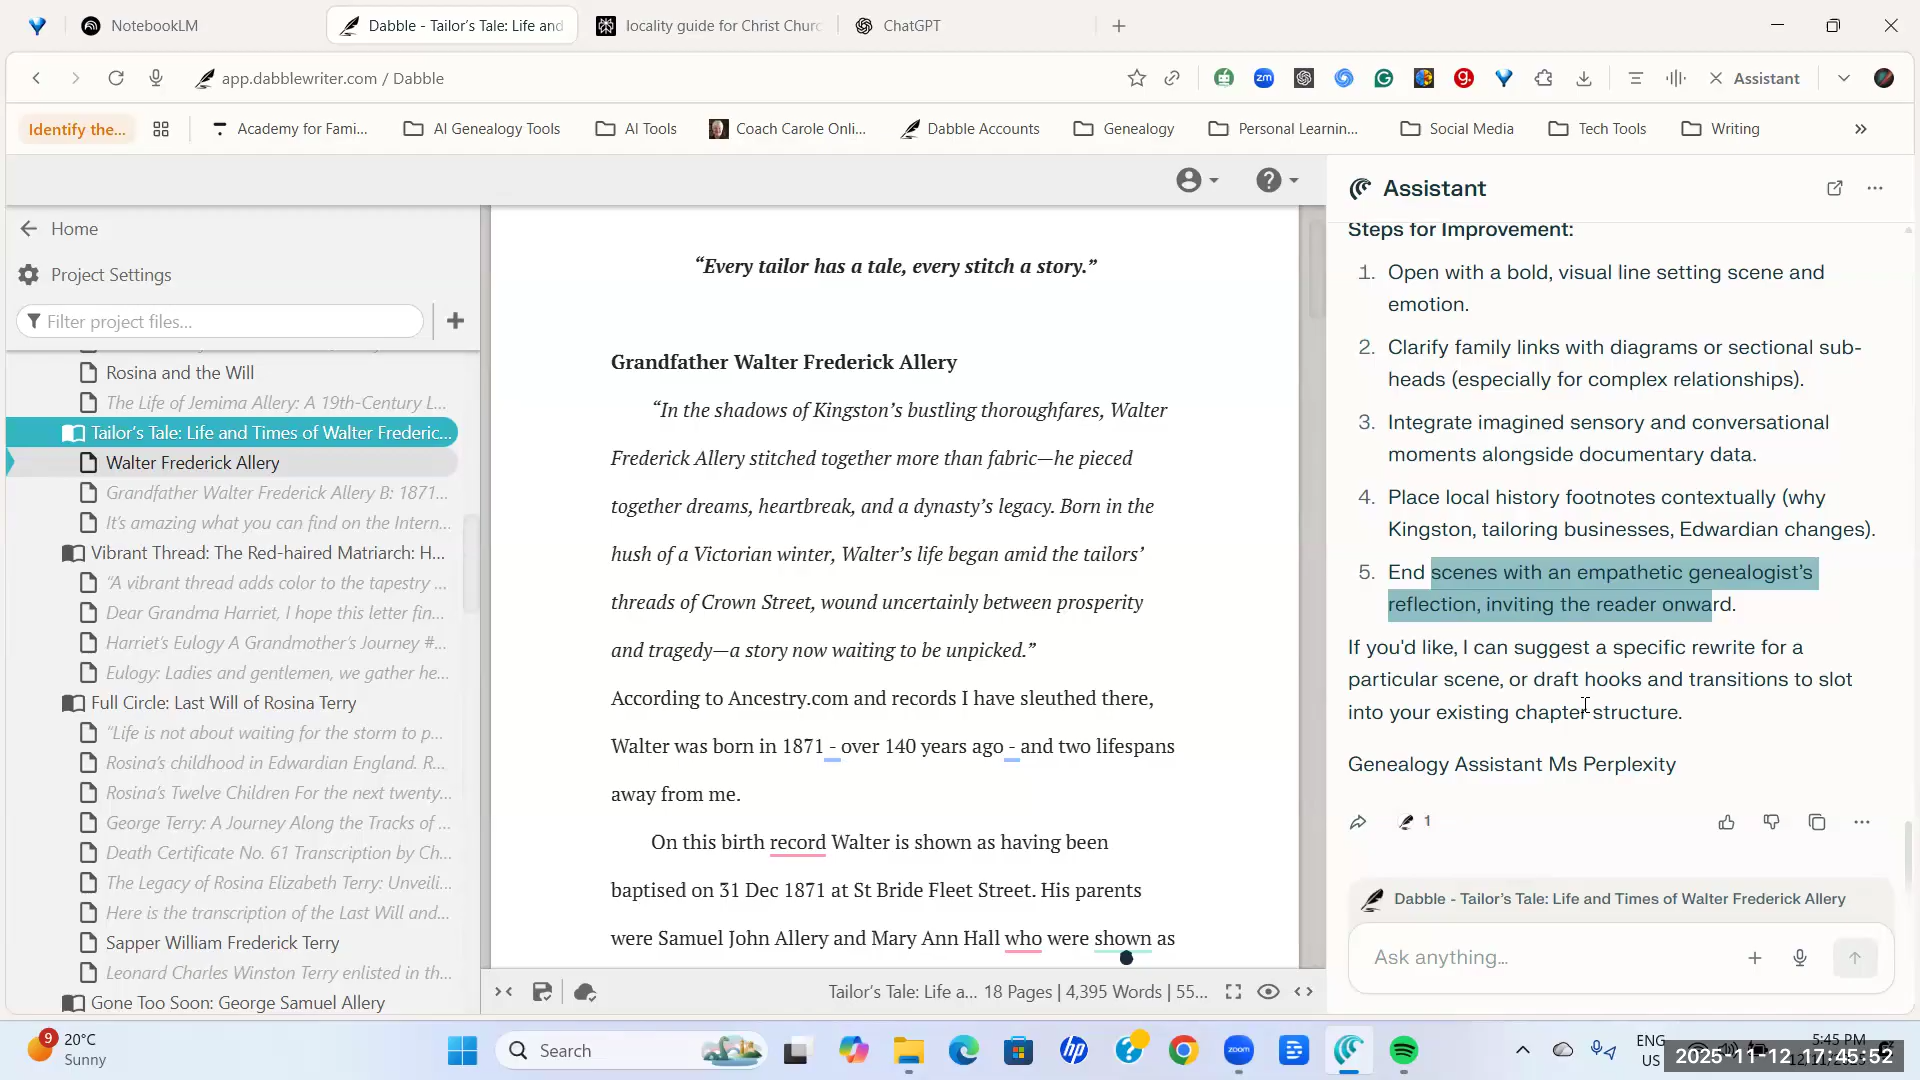 NotebookLM
Dabble - Tailor's Tale: Life and
locality guide for Christ Churc
ChatGPT
app.dabblewriter.com / Dabble
Assistant
Identify the...
Academy for Fami...
AI Genealogy Tools
AI Tools
Coach Carole Onli...
Dabble Accounts
Genealogy
Personal Learnin...
Social Media
Tech Tools
Writing
Home
Project Settings
Filter project files...
Rosina and the Will
The Life of Jemima Allery: A 19th-Century L...
Tailor's Tale: Life and Times of Walter Frederic...
Walter Frederick Allery
Grandfather Walter Frederick Allery B: 1871...
It's amazing what you can find on the Intern...
Vibrant Thread: The Red-haired Matriarch: H...
"A vibrant thread adds color to the tapestry ...
Dear Grandma Harriet, I hope this letter fin...
Harriet's Eulogy A Grandmother's Journey #...
Eulogy: Ladies and gentlemen, we gather he...
Full Circle: Last Will of Rosina Terry
"Life is not about waiting for the storm to p...
Rosina's childhood in Edwardian England. R...
Rosina's Twelve Children For the next twenty...
George Terry: A Journey Along the Tracks of ...
Death Certificate No. 61 Transcription by Ch...
The Legacy of Rosina Elizabeth Terry: Unveili...
Here is the transcription of the Last Will and...
Sapper William Frederick Terry
Leonard Charles Winston Terry enlisted in th...
Gone Too Soon: George Samuel Allery
"Every tailor has a tale, every stitch a story."
Grandfather Walter Frederick Allery
"In the shadows of Kingston's bustling thoroughfares, Walter
Frederick Allery stitched together more than fabric—he pieced
together dreams, heartbreak, and a dynasty's legacy. Born in the
hush of a Victorian winter, Walter's life began amid the tailors'
threads of Crown Street, wound uncertainly between prosperity
and tragedy—a story now waiting to be unpicked."
According to Ancestry.com and records I have sleuthed there,
Walter was born in 1871 - over 140 years ago - and two lifespans
away from me.
On this birth record Walter is shown as having been
baptised on 31 Dec 1871 at St Bride Fleet Street. His parents
were Samuel John Allery and Mary Ann Hall who were shown as
Tailor's Tale: Life a... 18 Pages | 4,395 Words | 55...
Assistant
Steps for Improvement:
1. Open with a bold, visual line setting scene and
emotion.
2. Clarify family links with diagrams or sectional sub-
heads (especially for complex relationships).
3. Integrate imagined sensory and conversational
moments alongside documentary data.
4. Place local history footnotes contextually (why
Kingston, tailoring businesses, Edwardian changes).
5. End scenes with an empathetic genealogist's
reflection, inviting the reader onward.
If you'd like, I can suggest a specific rewrite for a
particular scene, or draft hooks and transitions to slot
into your existing chapter structure.
Genealogy Assistant Ms Perplexity
1
Dabble - Tailor's Tale: Life and Times of Walter Frederick Allery
Ask anything...
9
20°C
Sunny
Search
zoom
ENG
US
5:45 PM
2025-11-12 17:45:52